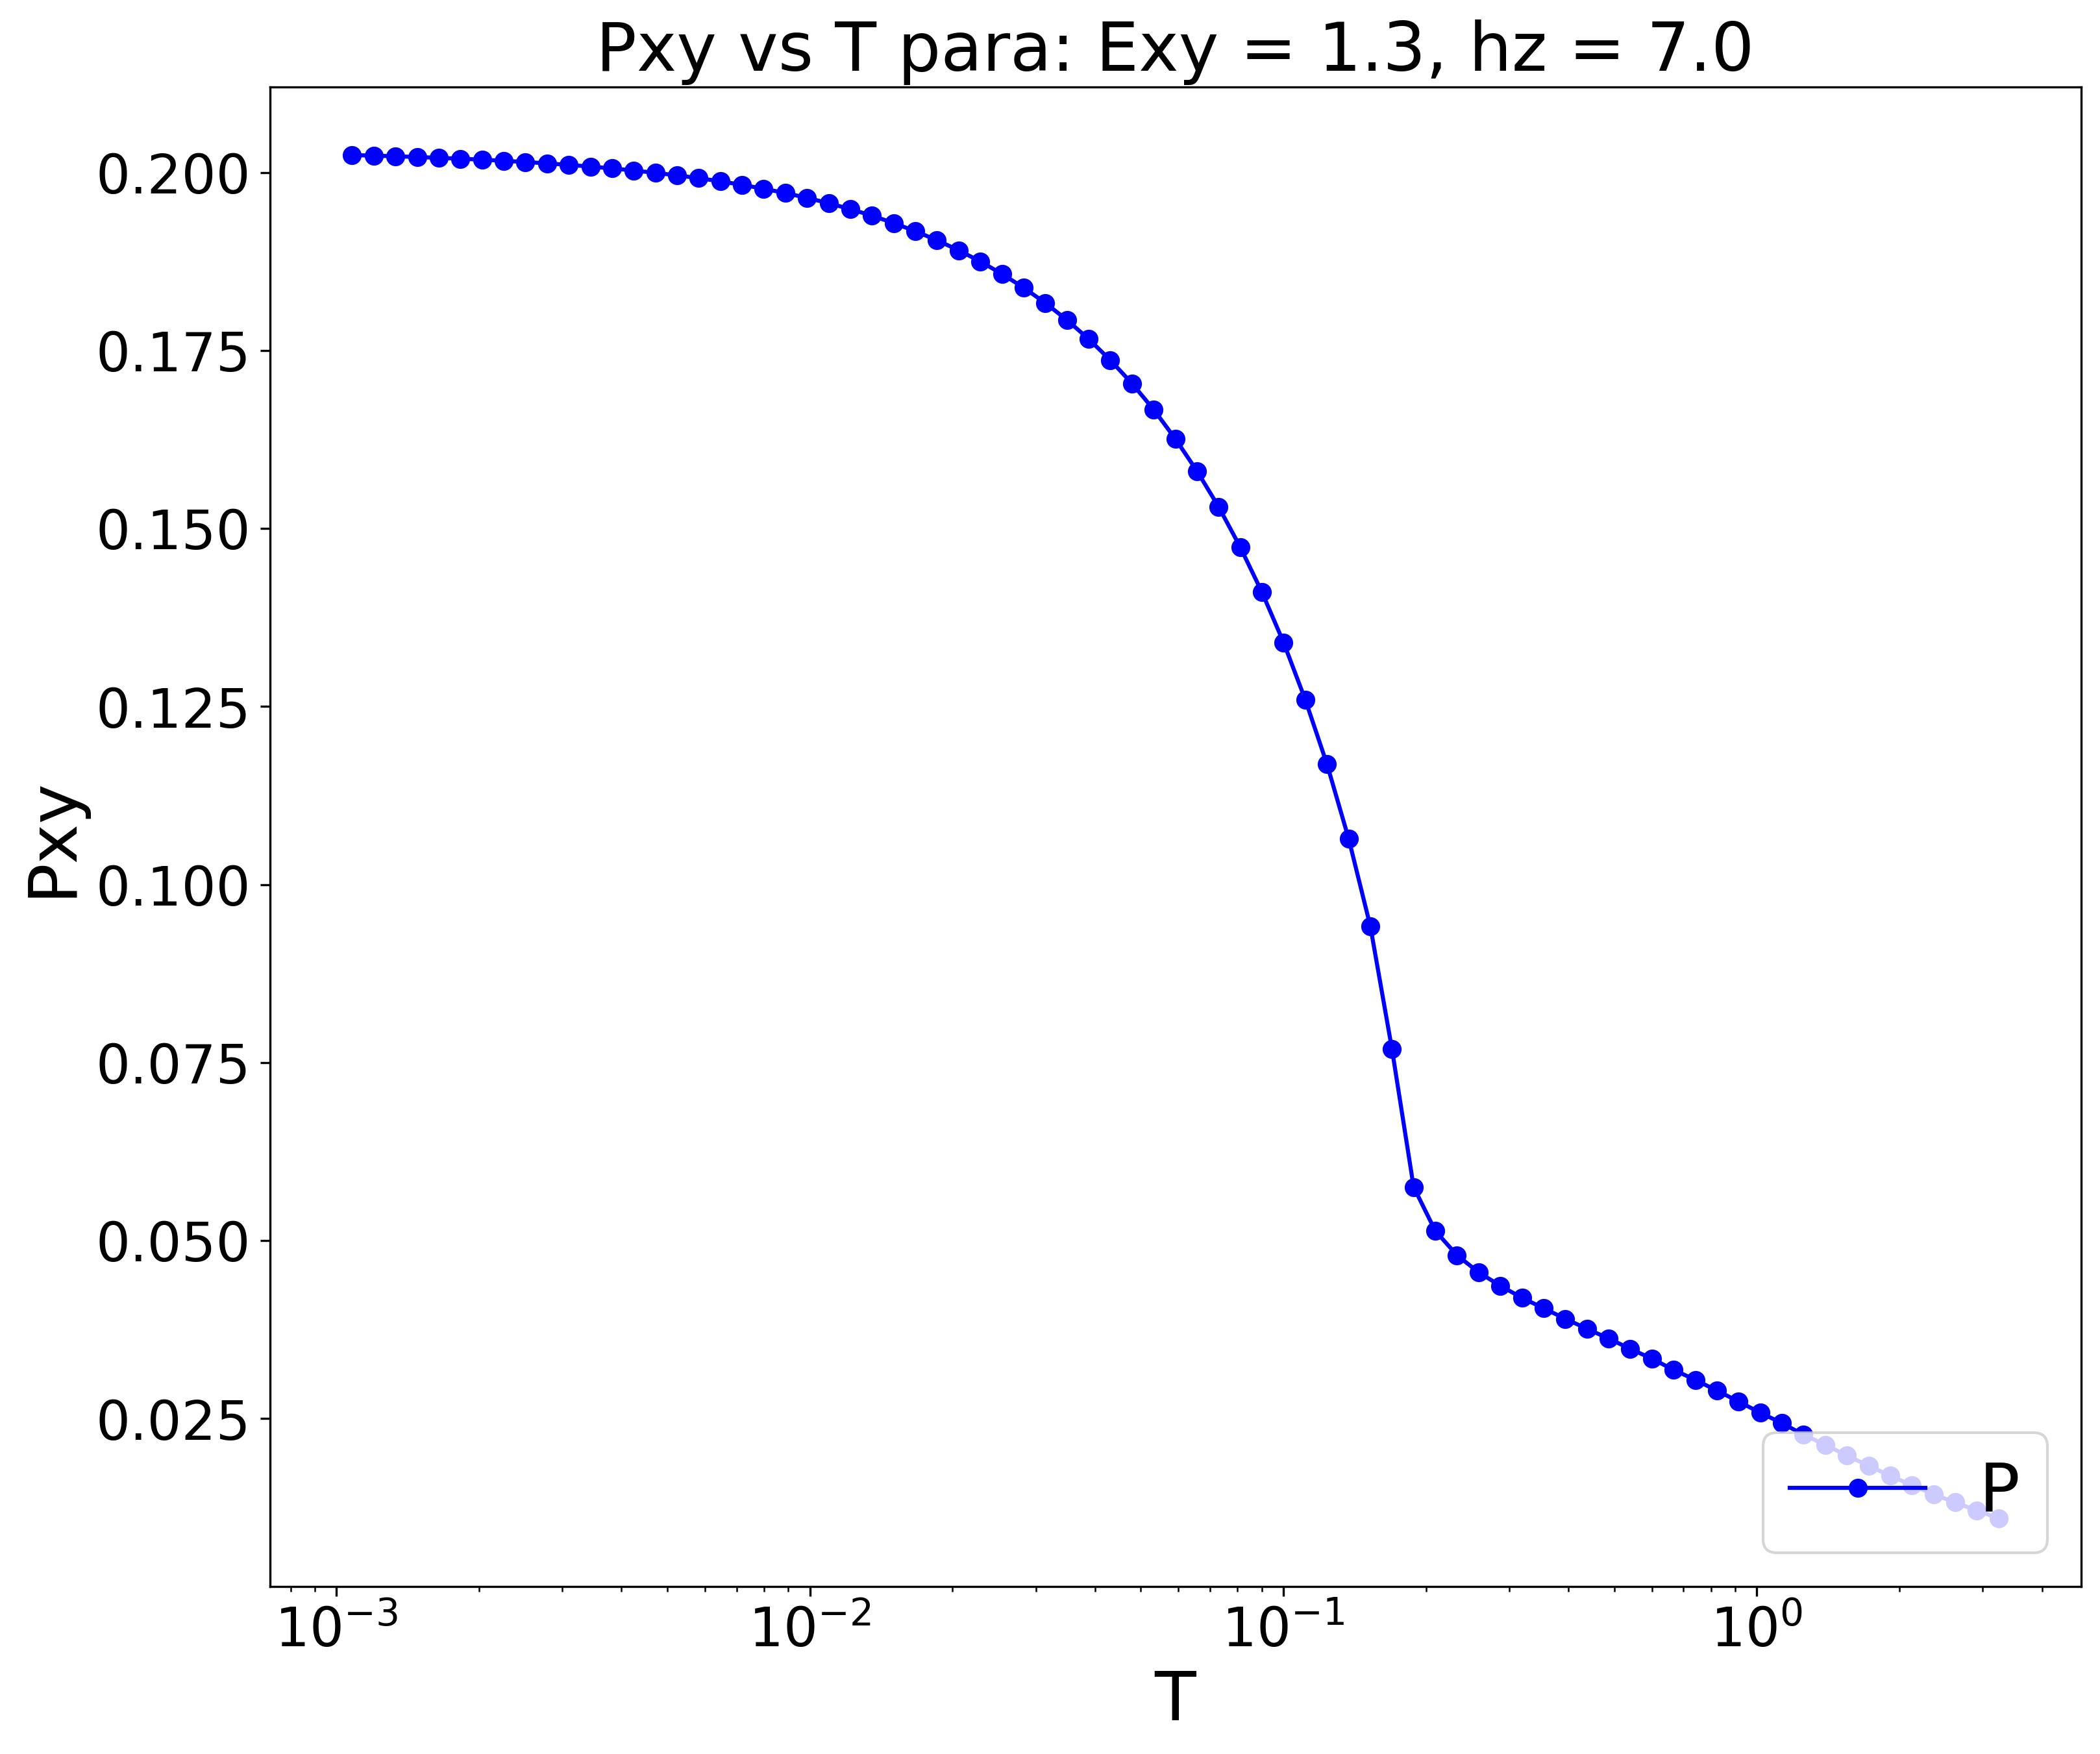 Pxy vs T para: Exy = 1.3, hz = 7.0
Pxy
0.200
0.175
0.150
0.125
0.100
0.075
0.050
0.025
P
10⁻³ 10⁻² 10⁻¹ 10⁰
T